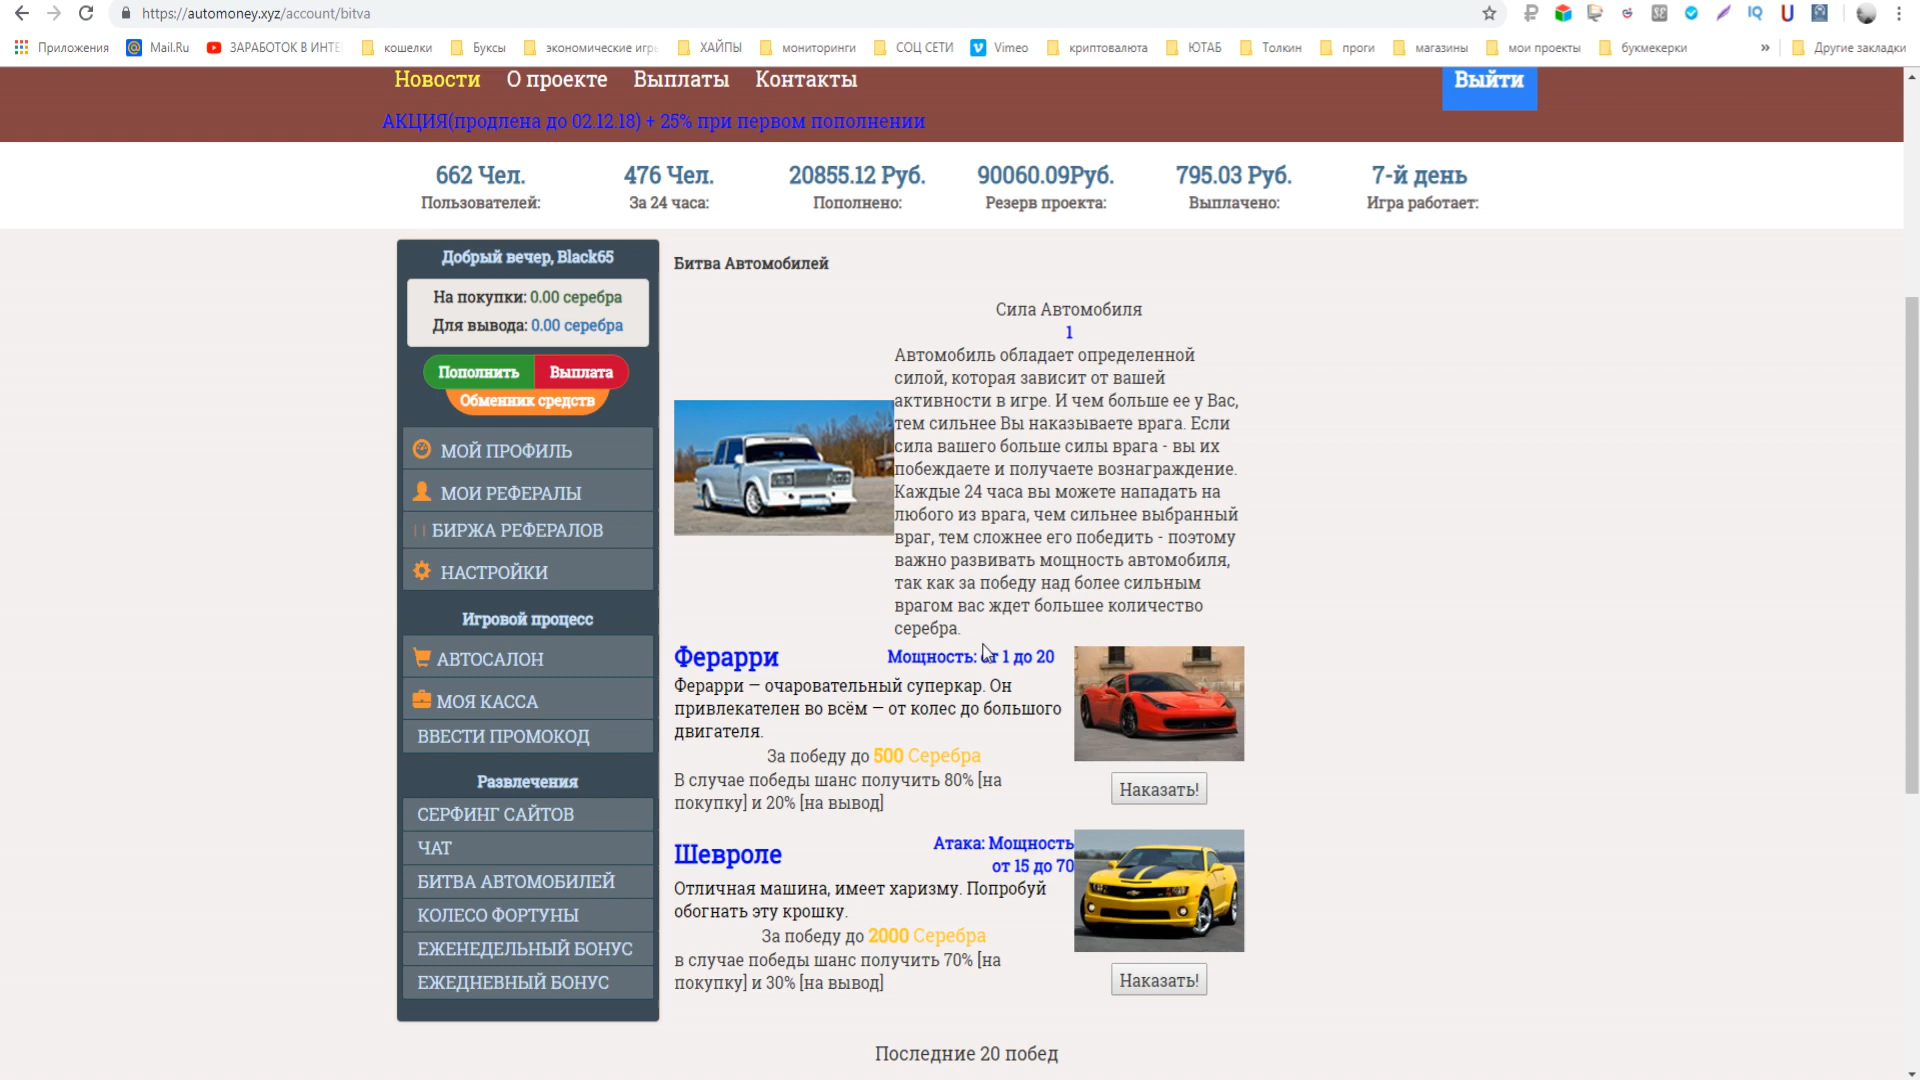 https://automoney.xyz/account/bitva
Приложения
Mail.Ru
ЗАРАБОТОК В ИНТЕ
кошелки
Буксы
экономические игры
ХАЙПЫ
мониторинги
СОЦ СЕТИ
Vimeo
криптовалюта
ЮТАБ
Толкин
проги
магазины
мои проекты
букмекерки
»
Другие закладки
Новости О проекте Выплаты Контакты
Выйти
АКЦИЯ(продлена до 02.12.18) + 25% при первом пополнении
662 Чел. 476 Чел. 20855.12 Руб. 90060.09Руб. 795.03 Руб. 7-й день
Пользователей: За 24 часа: Пополнено: Резерв проекта: Выплачено: Игра работает:
Добрый вечер, Black65
На покупки: 0.00 серебра
Для вывода: 0.00 серебра
Пополнить Выплата
Обменник средств
МОЙ ПРОФИЛЬ
МОИ РЕФЕРАЛЫ
БИРЖА РЕФЕРАЛОВ
НАСТРОЙКИ
Игровой процесс
АВТОСАЛОН
МОЯ КАССА
ВВЕСТИ ПРОМОКОД
Развлечения
СЕРФИНГ САЙТОВ
ЧАТ
БИТВА АВТОМОБИЛЕЙ
КОЛЕСО ФОРТУНЫ
ЕЖЕНЕДЕЛЬНЫЙ БОНУС
ЕЖЕДНЕВНЫЙ БОНУС
Битва Автомобилей
Сила Автомобиля
1
Автомобиль обладает определенной
силой, которая зависит от вашей
активности в игре. И чем больше ее у Вас,
тем сильнее Вы наказываете врага. Если
сила вашего больше силы врага - вы их
побеждаете и получаете вознаграждение.
Каждые 24 часа вы можете нападать на
любого из врага, чем сильнее выбранный
враг, тем сложнее его победить - поэтому
важно развивать мощность автомобиля,
так как за победу над более сильным
врагом вас ждет большее количество
серебра.
Ферарри
Мощность: от 1 до 20
Ферарри — очаровательный суперкар. Он
привлекателен во всём — от колес до большого
двигателя.
За победу до 500 Серебра
В случае победы шанс получить 80% [на
покупку] и 20% [на вывод]
Наказать!
Шевроле
Атака: Мощность
от 15 до 70
Отличная машина, имеет харизму. Попробуй
обогнать эту крошку.
За победу до 2000 Серебра
в случае победы шанс получить 70% [на
покупку] и 30% [на вывод]
Наказать!
Последние 20 побед